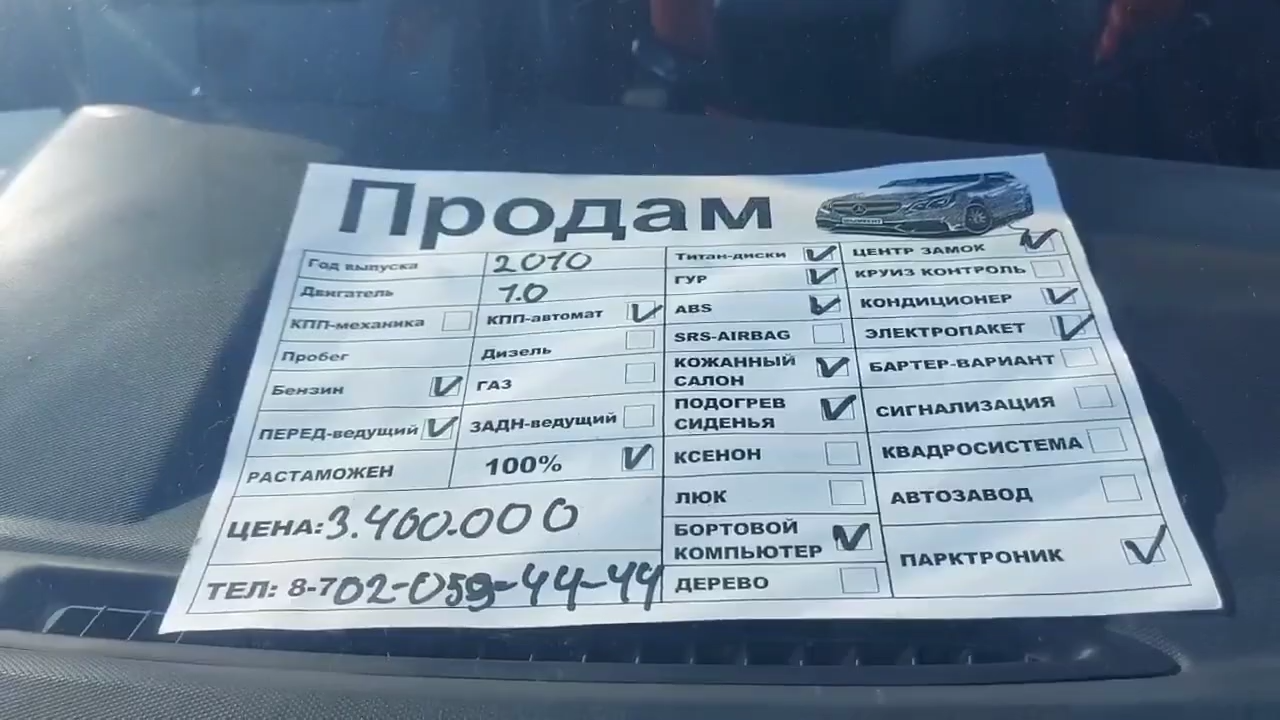 Продам
Год выпуска 2010
Двигатель 1.0
КПП-механика КПП-автомат
Пробег Дизель
Бензин ГАЗ
ПЕРЕД-ведущий ЗАДН-ведущий
РАСТАМОЖЕН 100%
ЦЕНА: 3.400.000
ТЕЛ: 8-702-059-44-44
Титан-диски
ГУР
ABS
SRS-AIRBAG
КОЖАННЫЙ
САЛОН
ПОДОГРЕВ
СИДЕНЬЯ
КСЕНОН
ЛЮК
БОРТОВОЙ
КОМПЬЮТЕР
ДЕРЕВО
ЦЕНТР ЗАМОК
КРУИЗ КОНТРОЛЬ
КОНДИЦИОНЕР
ЭЛЕКТРОПАКЕТ
БАРТЕР-ВАРИАНТ
СИГНАЛИЗАЦИЯ
КВАДРОСИСТЕМА
АВТОЗАВОД
ПАРКТРОНИК